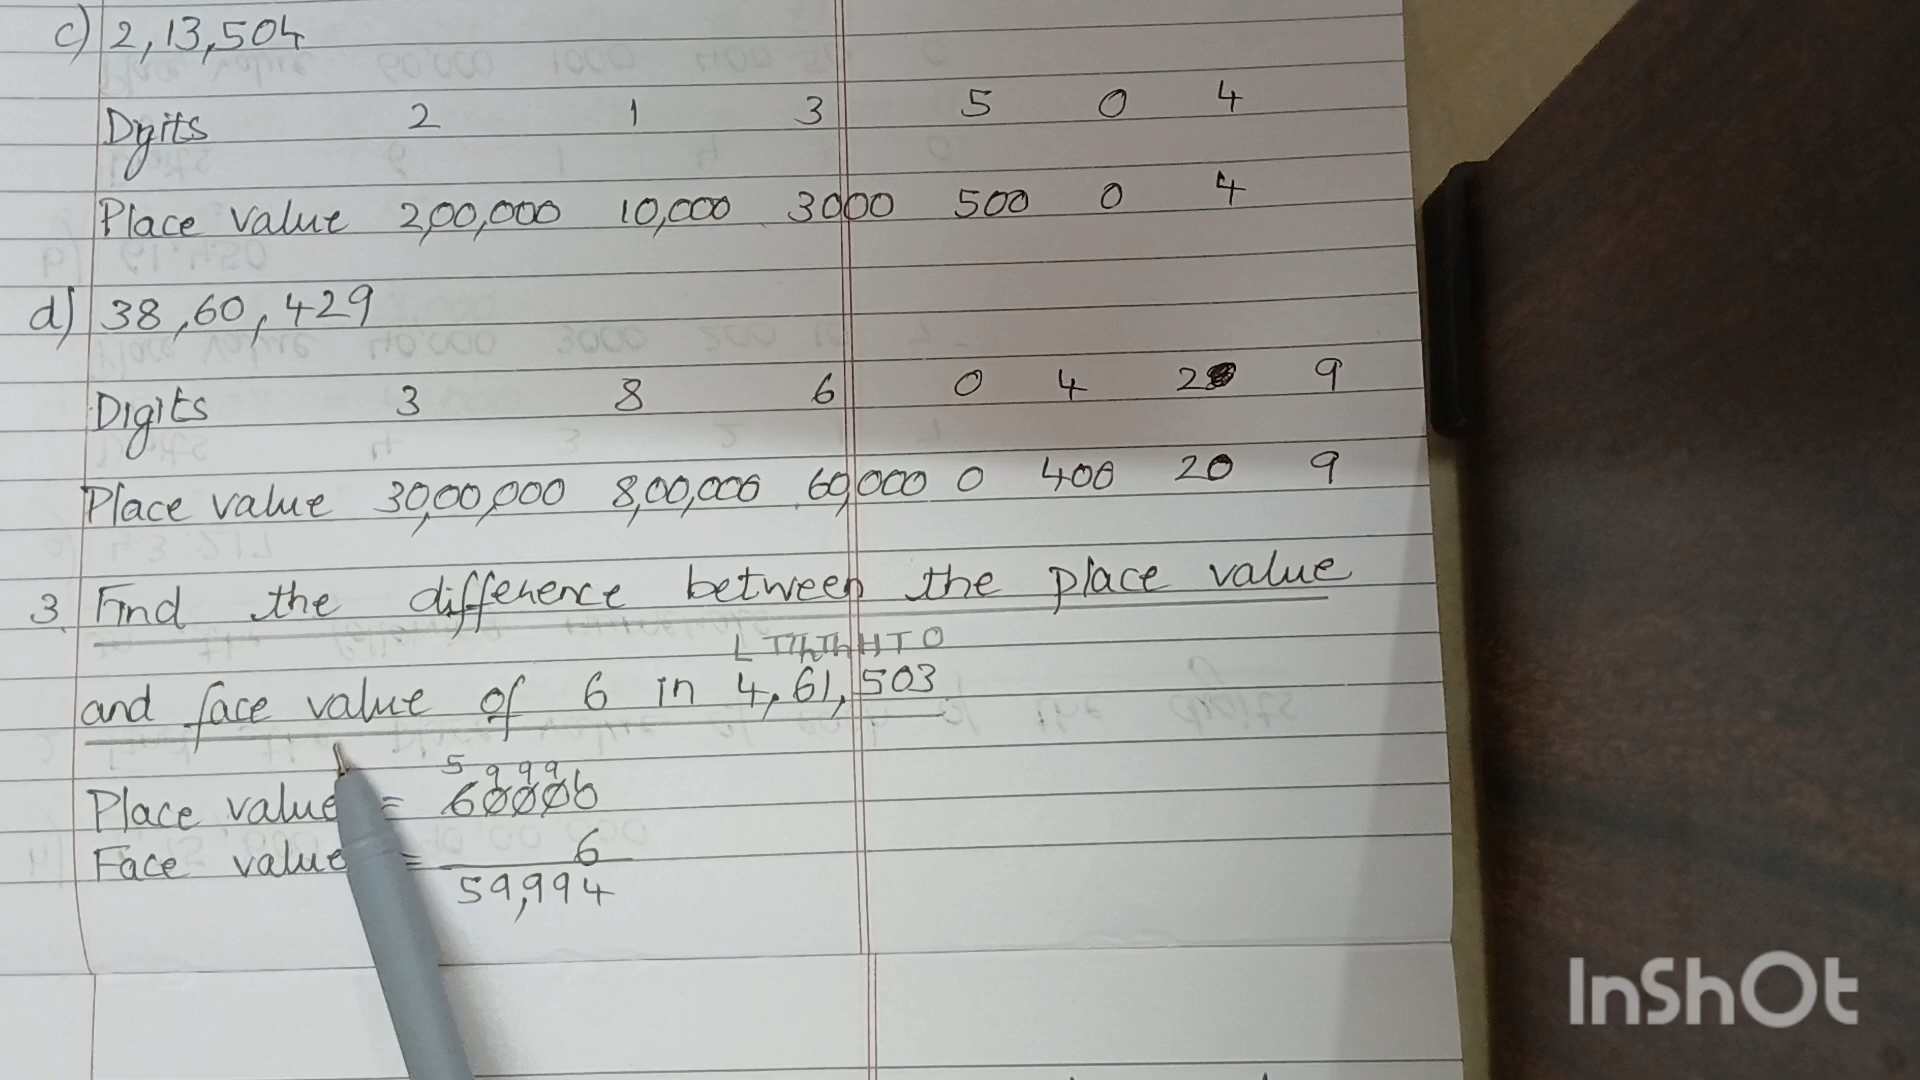 c) 2,13,504
Digits 2 1 3 5 0 4
Place value 2,00,000 10,000 3000 500 0 4
d) 38,60,429
Digits 3 8 6 0 4 2 9
Place value 30,00,000 8,00,000 60,000 0 400 20 9
3. Find the difference between the place value
L TTh Th H T O
and face value of 6 in 4,61,503
5 9 9 9
Place value = 60000
Face value = 6
59,994
InShOt